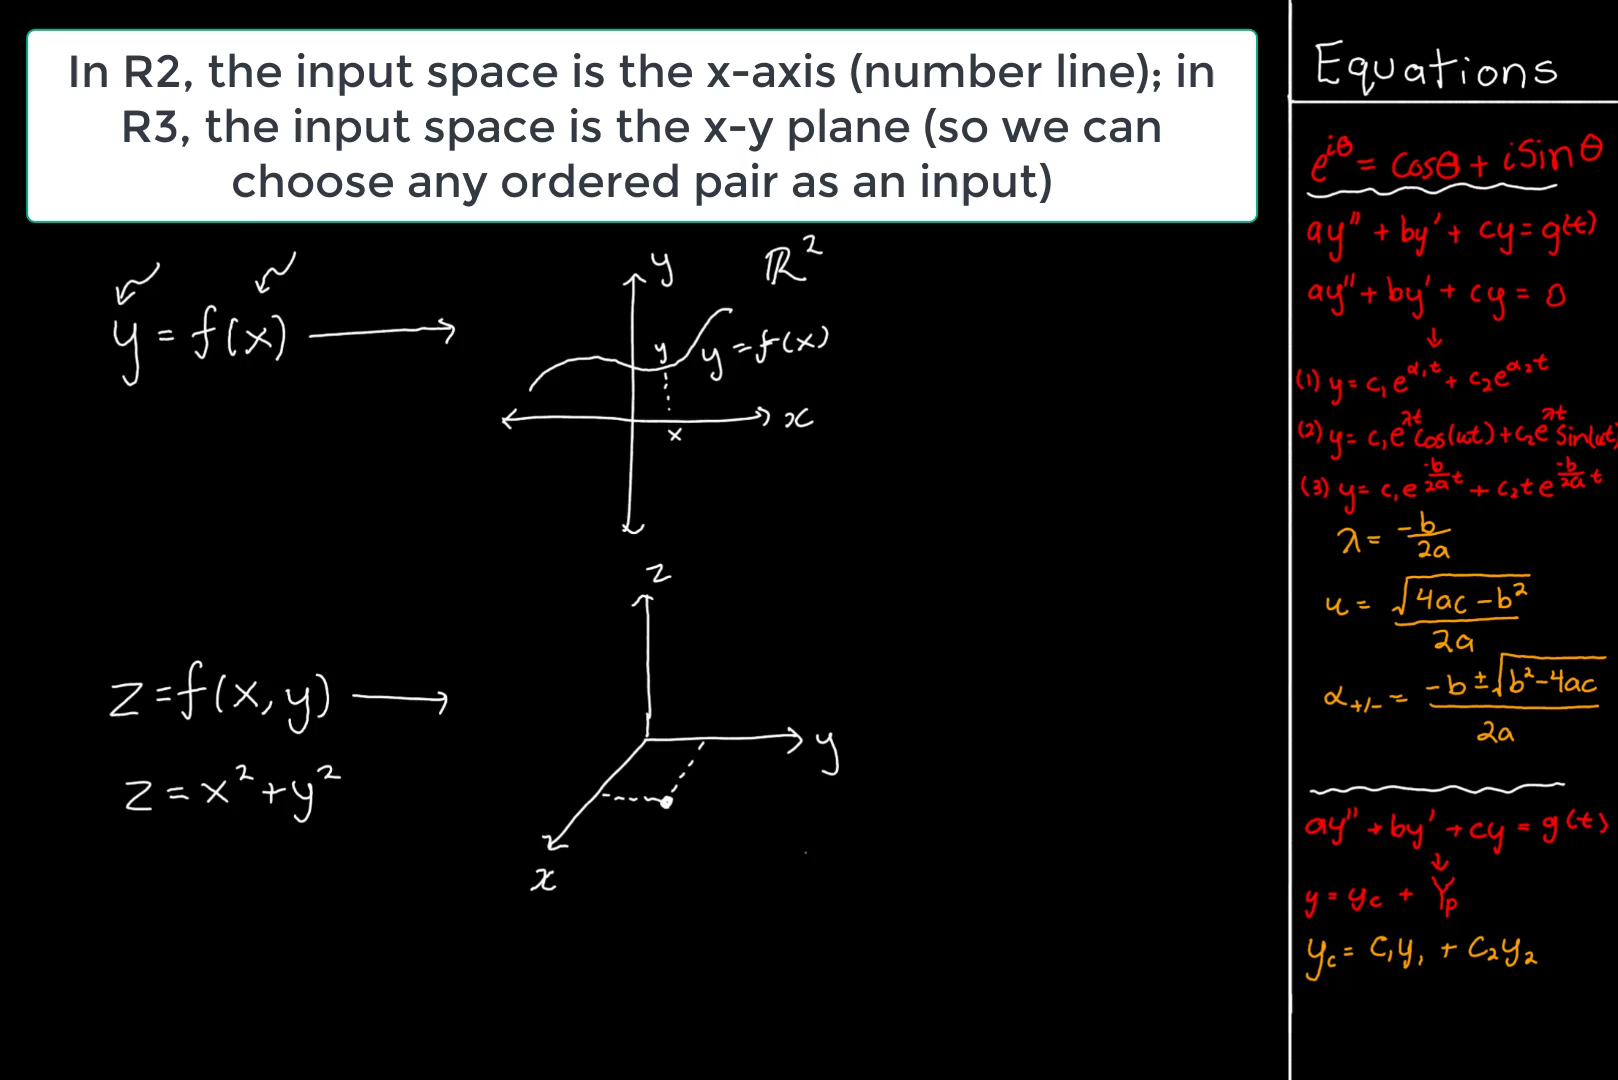 In R2, the input space is the x-axis (number line); in
R3, the input space is the x-y plane (so we can
choose any ordered pair as an input)
y = f(x)
y
ℝ²
y
y = f(x)
x
x
z
z = f(x, y)
y
z = x² + y²
x
Equations
e^{iθ} = cosθ + i sinθ
ay'' + by' + cy = g(t)
ay'' + by' + cy = 0
(1) y = c₁e^{α₁t} + c₂e^{α₂t}
(2) y = c₁e^{λt}cos(ut) + c₂e^{λt}sin(ut)
(3) y = c₁e^{-b/2a t} + c₂te^{-b/2a t}
λ = -b/2a
u = √(4ac - b²)/2a
α₊/₋ = (-b ± √(b² - 4ac))/2a
ay'' + by' + cy = g(t)
y = yc + Yp
yc = c₁y₁ + c₂y₂